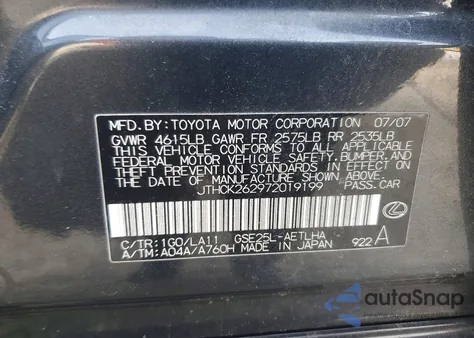 MFD.BY:TOYOTA MOTOR CORPORATION 07/07
GVWR 4615LB GAWR FR 2575LB RR 2535LB
THIS VEHICLE CONFORMS TO ALL APPLICABLE
FEDERAL MOTOR VEHICLE SAFETY, BUMPER, AND
THEFT PREVENTION STANDARDS IN EFFECT ON
THE DATE OF MANUFACTURE SHOWN ABOVE.
JTHCK262972019199 PASS.CAR
C/TR:1G0/LA11 GSE25L-AETLHA
A/TM:A04A/A760H MADE IN JAPAN 922 A
autoSnap